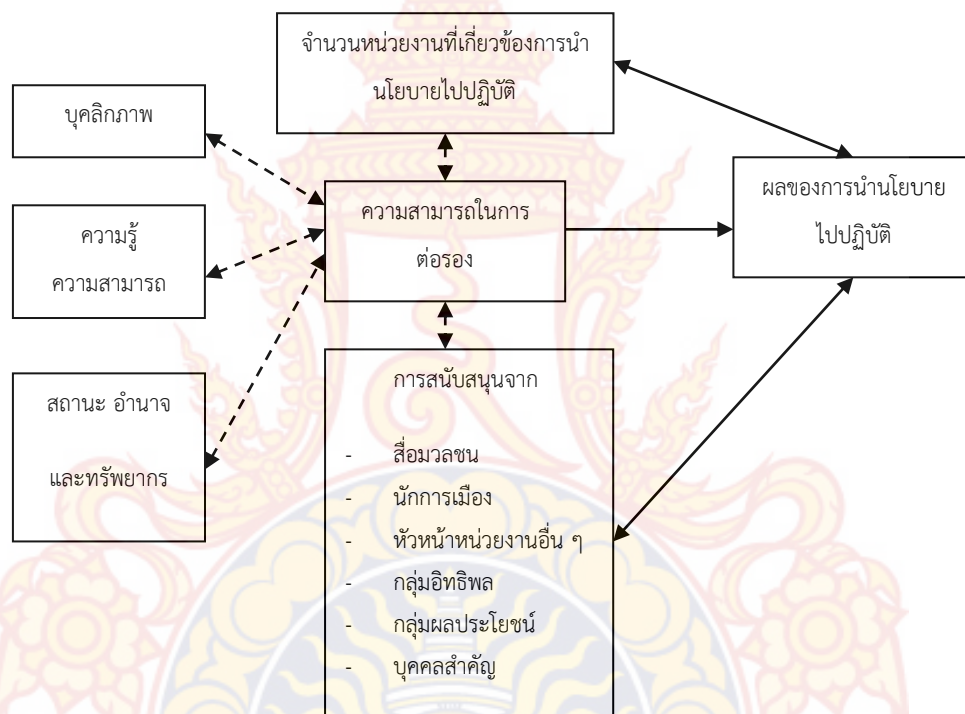 จำนวนหน่วยงานที่เกี่ยวข้องการนำ
นโยบายไปปฏิบัติ
บุคลิกภาพ
ความรู้
ความสามารถ
สถานะ อำนาจ
และทรัพยากร
ความสามารถในการ
ต่อรอง
ผลของการนำนโยบาย
ไปปฏิบัติ
การสนับสนุนจาก
- สื่อมวลชน
- นักการเมือง
- หัวหน้าหน่วยงานอื่น ๆ
- กลุ่มอิทธิพล
- กลุ่มผลประโยชน์
- บุคคลสำคัญ